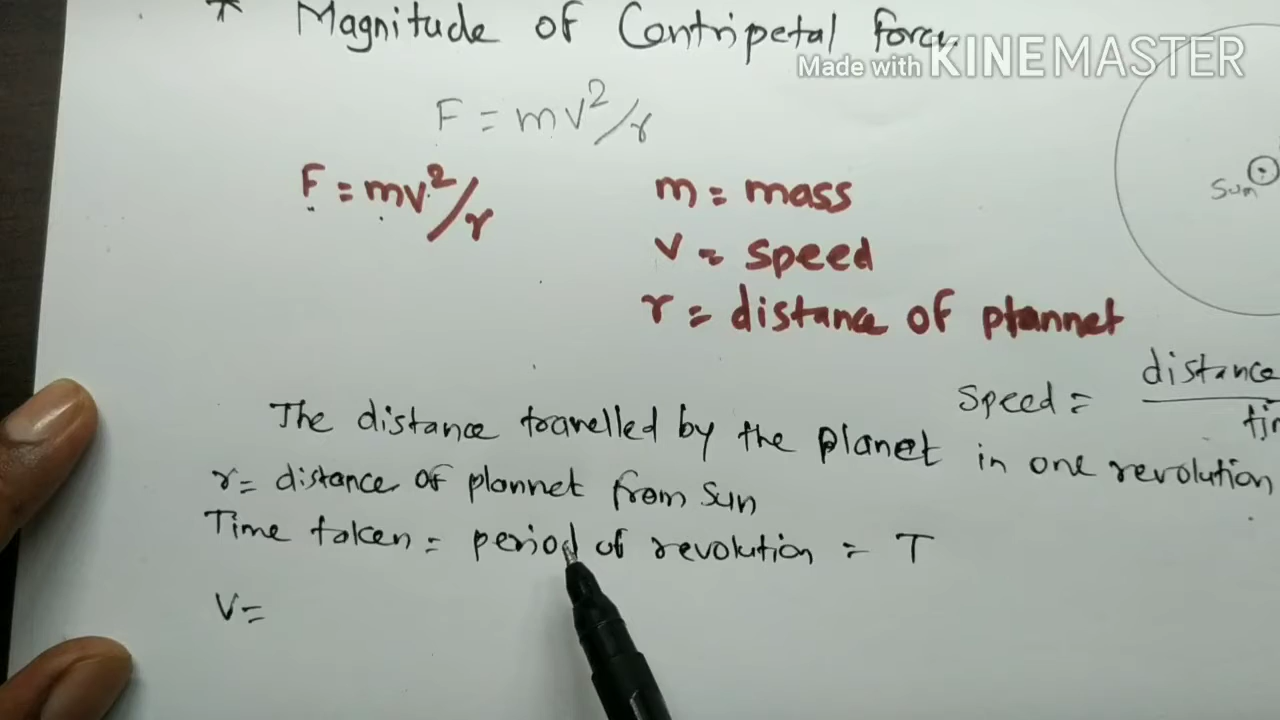 * Magnitude of Centripetal force
Made with KINEMASTER
F = mv²/r
F = mv²/r
m = mass
v = speed
r = distance of plannet
Sun
Speed = distance
The distance travelled by the planet in one revolution
r = distance of plannet from Sun
Time taken = period of revolution = T
V =